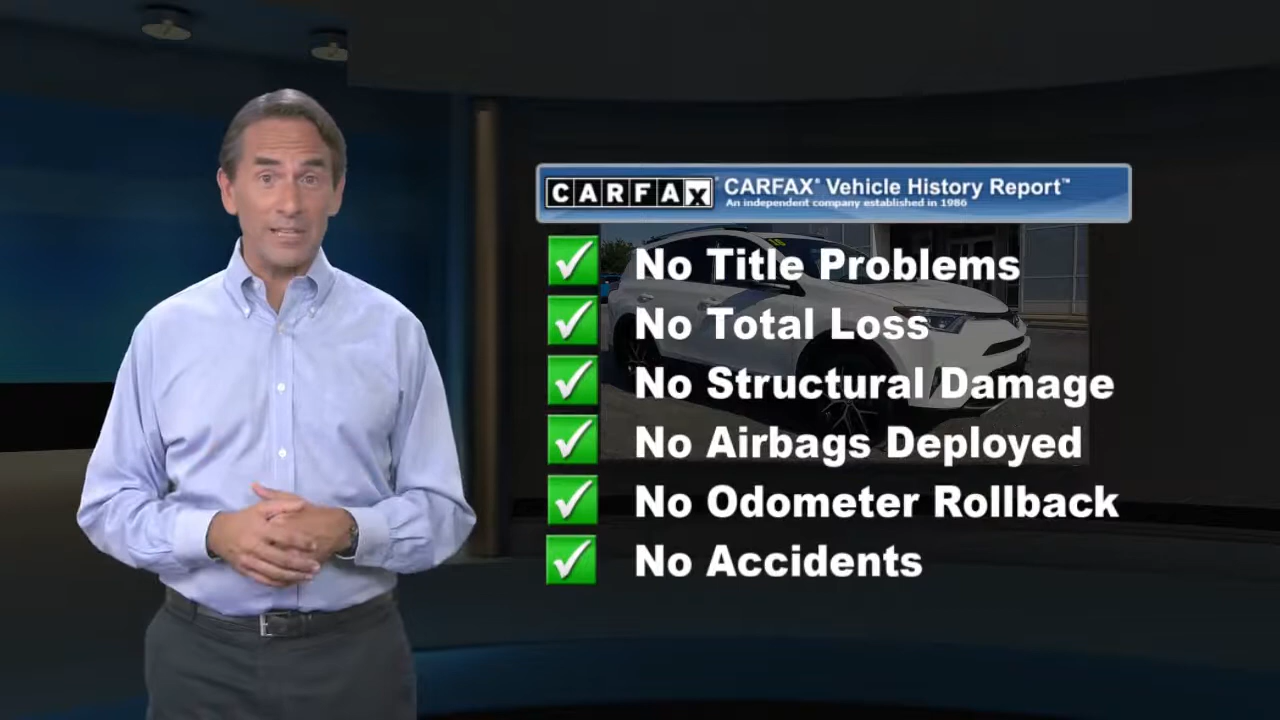 CARFAX
CARFAX® Vehicle History Report™
An independent company established in 1986
No Title Problems
No Total Loss
No Structural Damage
No Airbags Deployed
No Odometer Rollback
No Accidents